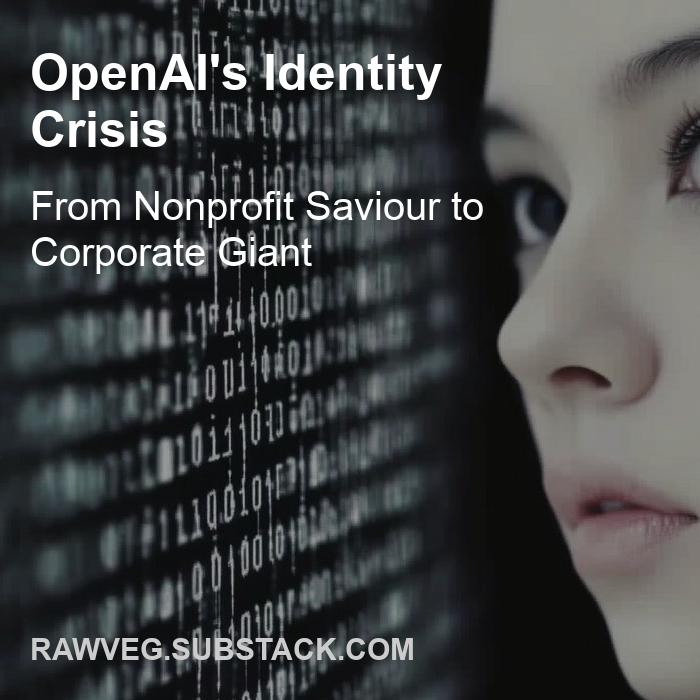 OpenAI's Identity
Crisis
From Nonprofit Saviour to
Corporate Giant
RAWVEG.SUBSTACK.COM